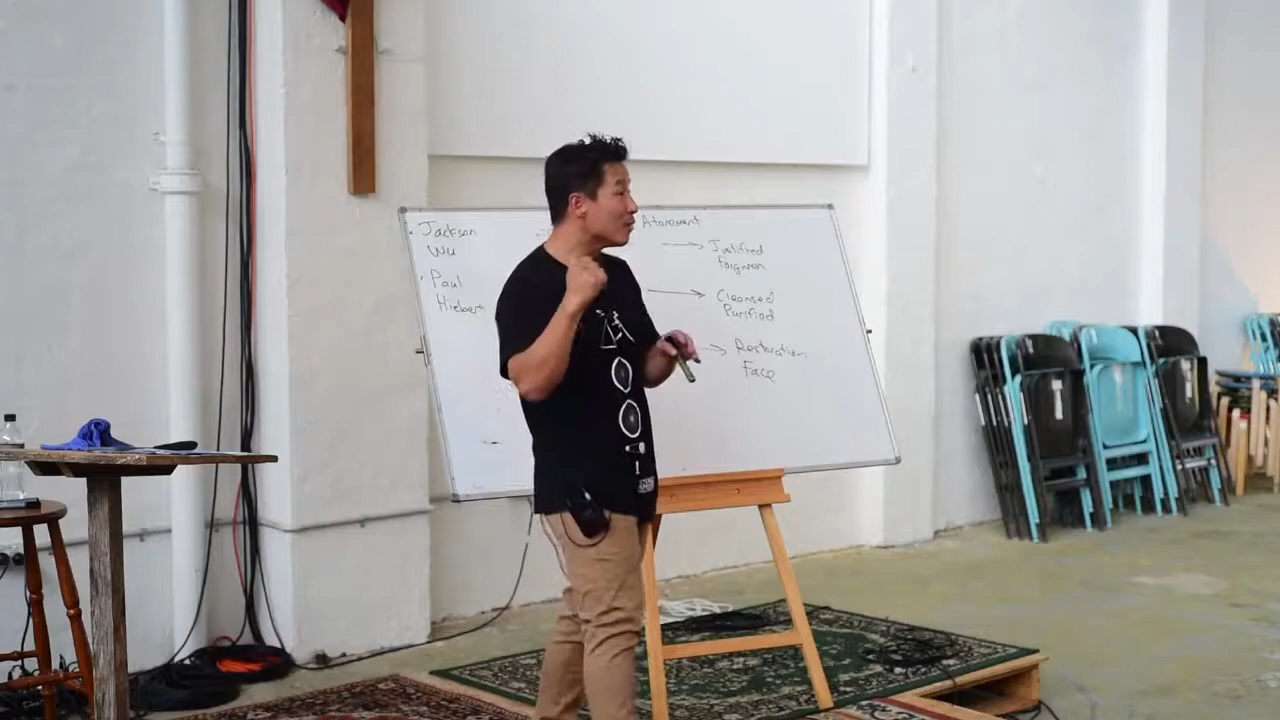 Jackson
Wu
Paul
Hiebert
Atonement
Justified
Forgiven
Cleansed
Purified
Restoration
Face